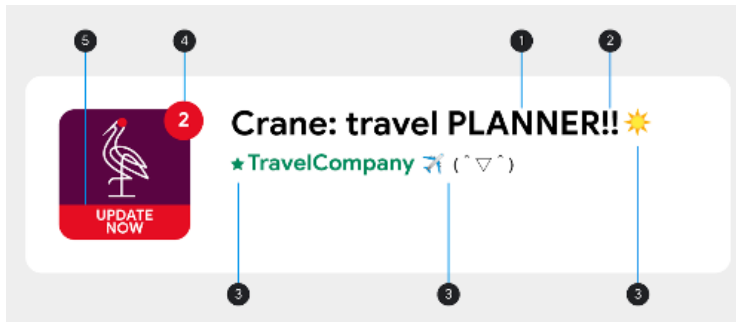 5 4 1 2
2
Crane: travel PLANNER!!☀️
★TravelCompany ✈️ (＾▽＾)
UPDATE
NOW
3 3 3